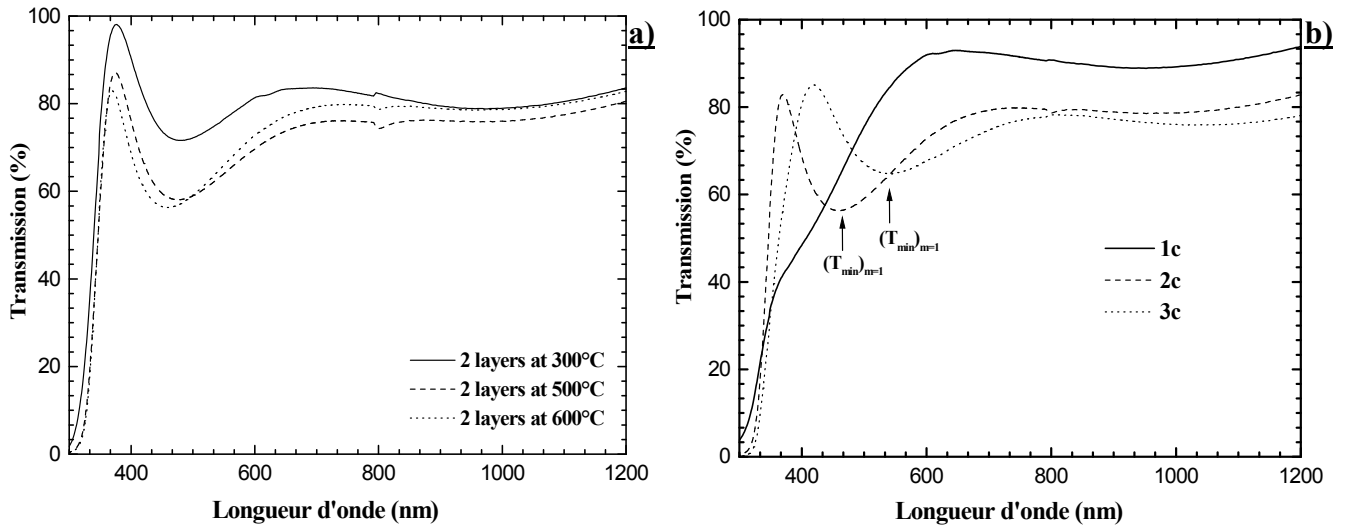 a)
100
80
60
40
20
0
Transmission (%)
2 layers at 300°C
2 layers at 500°C
2 layers at 600°C
400 600 800 1000 1200
Longueur d'onde (nm)
b)
100
80
60
40
20
0
Transmission (%)
(Tmin)m=1
(Tmin)m=1
1c
2c
3c
400 600 800 1000 1200
Longueur d'onde (nm)